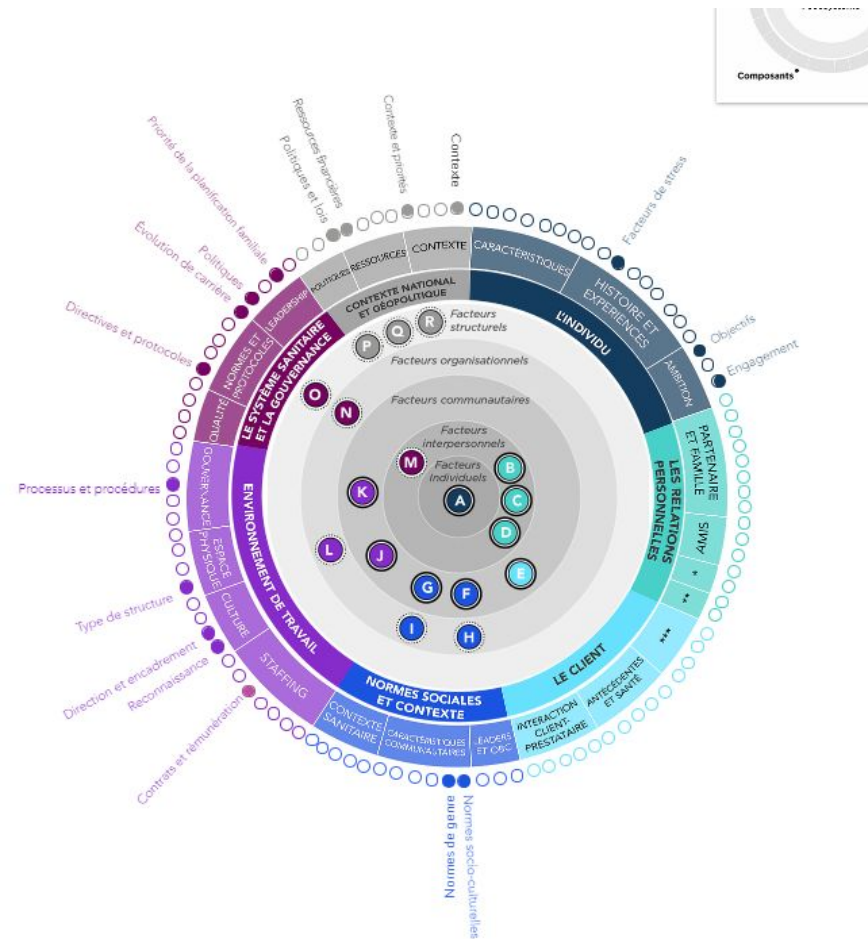 Composants
Contexte
Contexte et priorités
Ressources financières
Politiques et lois
Priorité de la planification familiale
Politiques
Évolution de carrière
Directives et protocoles
Processus et procédures
Type de structure
Direction et encadrement
Reconnaissance
Contrats et rémunération
Normes de genre
Normes socio-culturelles
Facteurs de stress
Objectifs
Engagement
POLITIQUES
RESSOURCES
CONTEXTE
CARACTÉRISTIQUES
HISTOIRE ET
EXPÉRIENCES
AMBITION
PARTENAIRE
ET FAMILLE
AMIS
*
**
***
ANTÉCÉDENTES
ET SANTÉ
INTERACTION
CLIENT-
PRESTATAIRE
LEADERS
ET OBC
CARACTÉRISTIQUES
COMMUNAUTAIRES
CONTEXTE
SANITAIRE
STAFFING
CULTURE
ESPACE
PHYSIQUE
GOUVERNANCE
QUALITÉ
NORMES ET
PROTOCOLES
LEADERSHIP
CONTEXTE NATIONAL
ET GÉOPOLITIQUE
L'INDIVIDU
LES RELATIONS
PERSONNELLES
LE CLIENT
NORMES SOCIALES
ET CONTEXTE
ENVIRONNEMENT DE TRAVAIL
LE SYSTÈME SANITAIRE
ET LA GOUVERNANCE
Facteurs
structurels
Facteurs organisationnels
Facteurs communautaires
Facteurs
interpersonnels
Facteurs
Individuels
P
Q
R
O
N
M
B
K
A
C
D
L
J
E
G
F
I
H